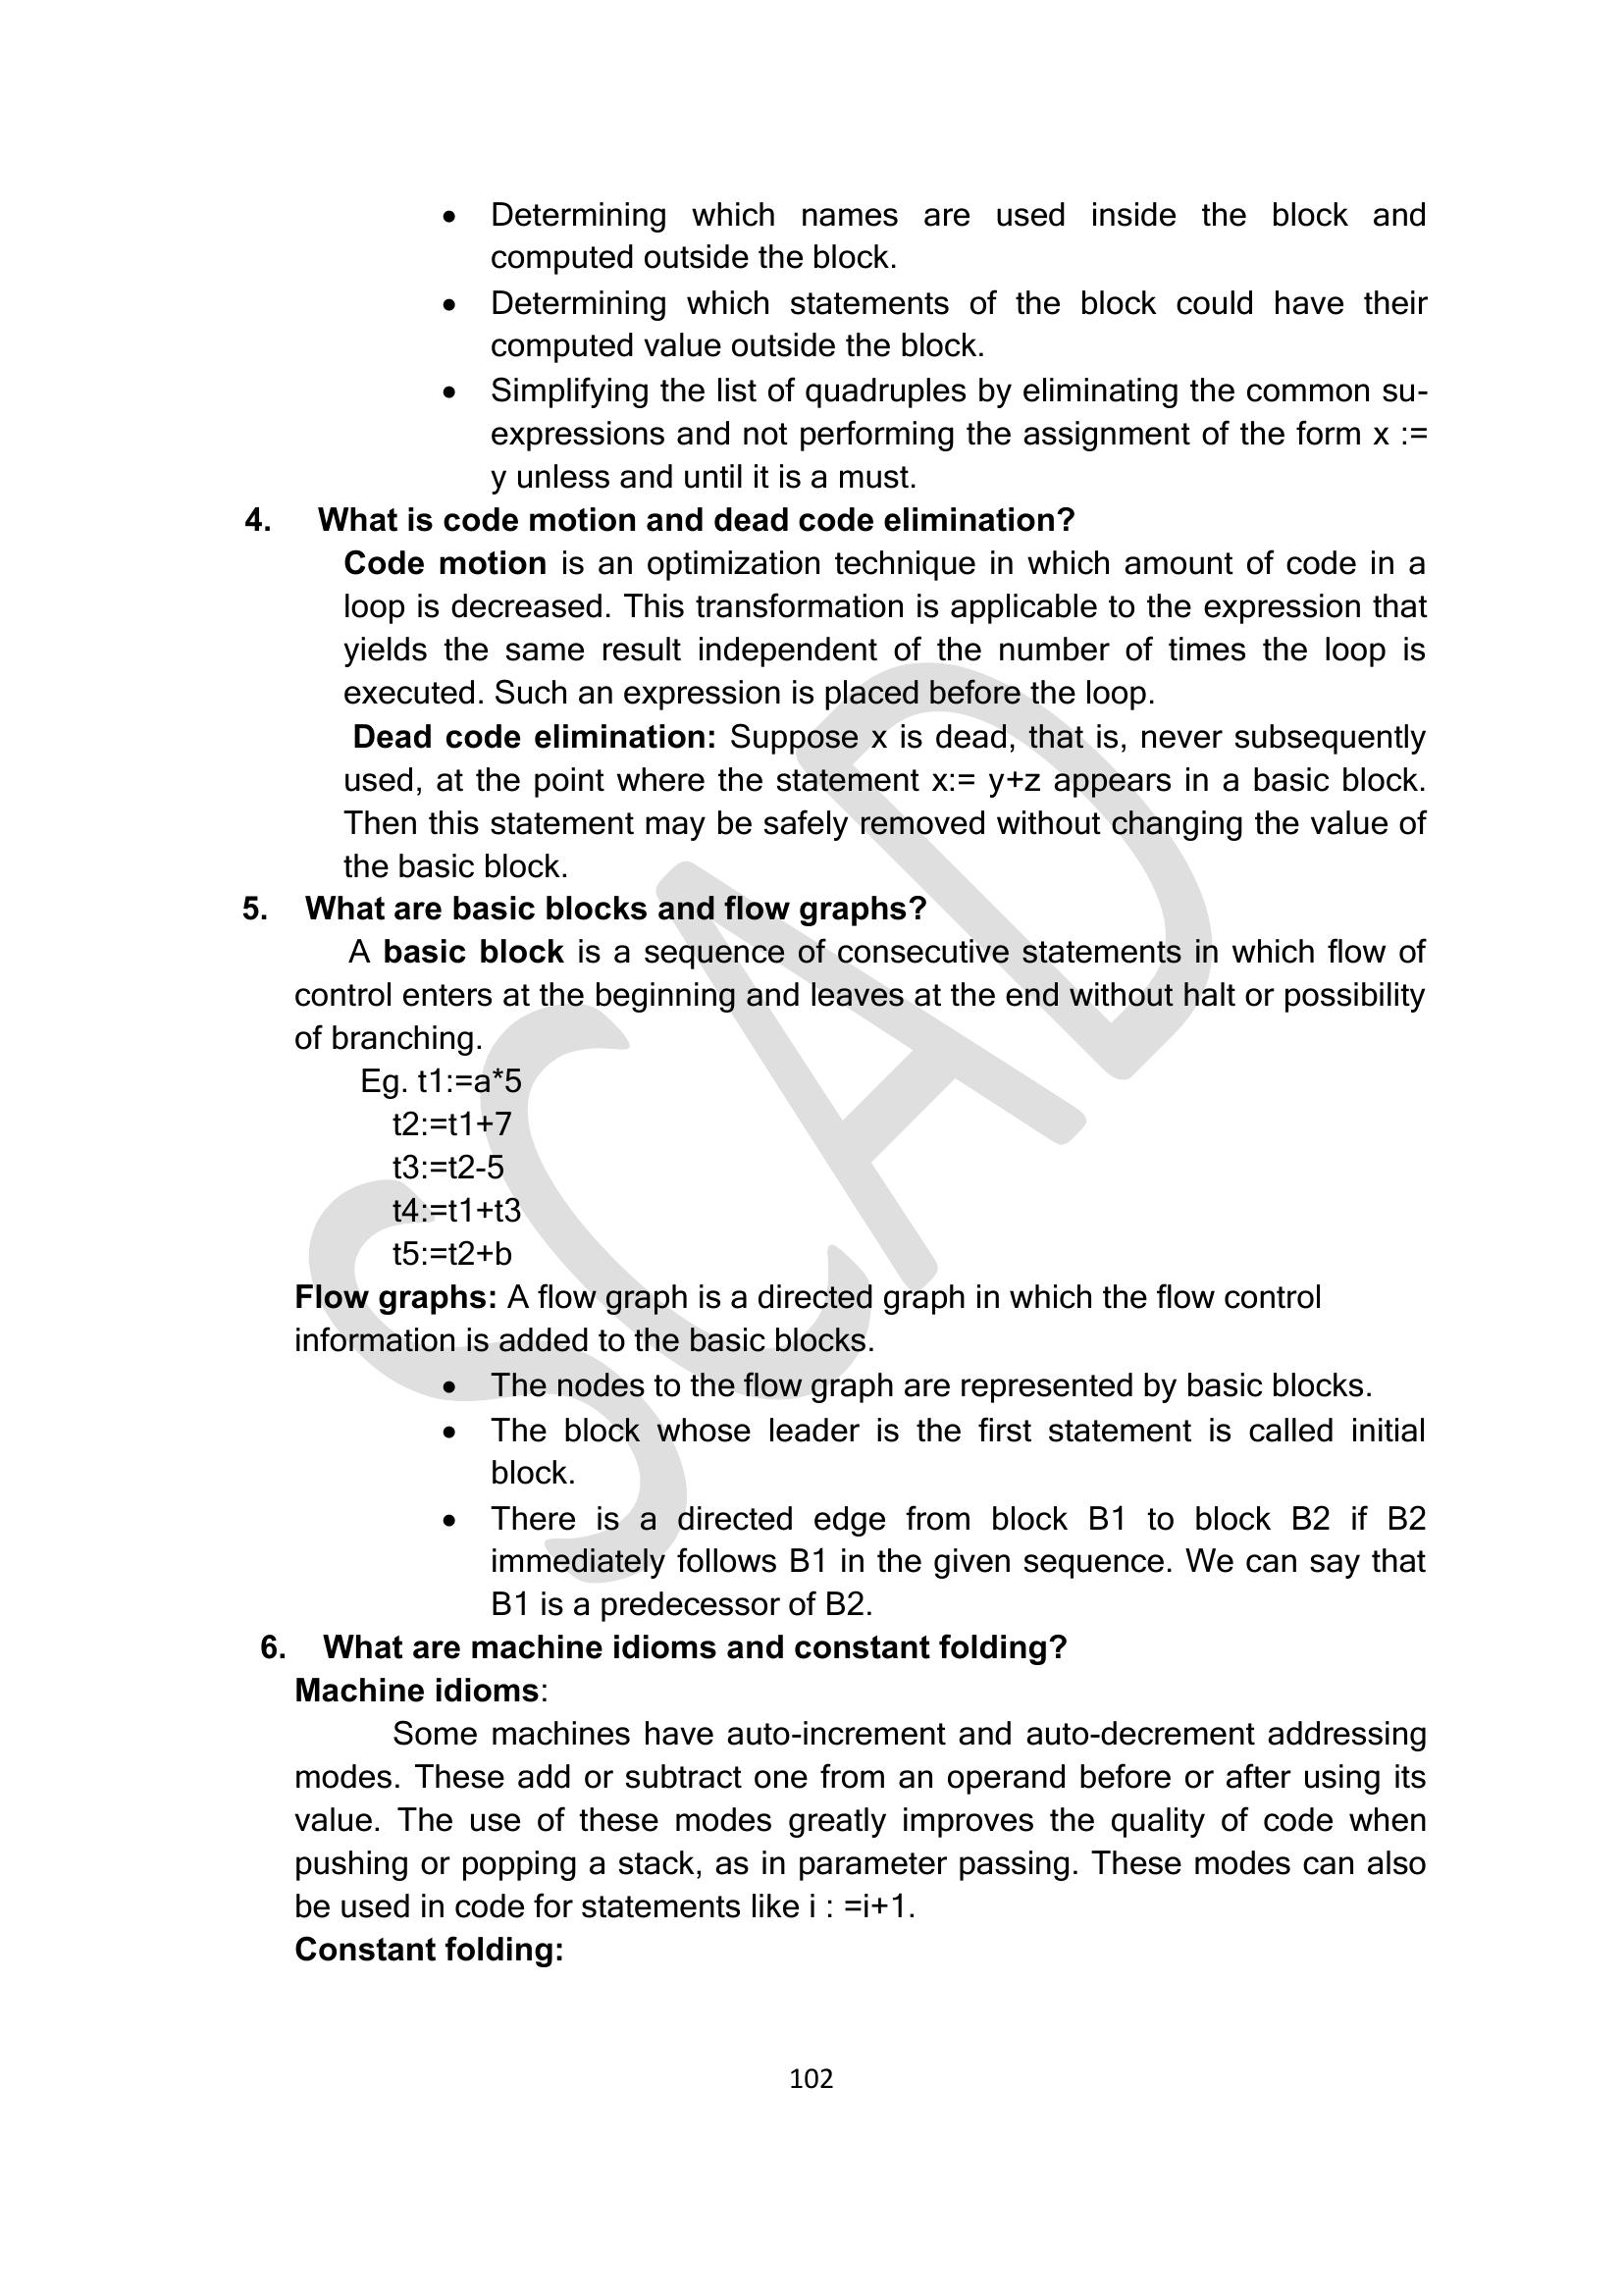 • Determining which names are used inside the block and
computed outside the block.
• Determining which statements of the block could have their
computed value outside the block.
• Simplifying the list of quadruples by eliminating the common su-
expressions and not performing the assignment of the form x :=
y unless and until it is a must.
4. What is code motion and dead code elimination?
Code motion is an optimization technique in which amount of code in a
loop is decreased. This transformation is applicable to the expression that
yields the same result independent of the number of times the loop is
executed. Such an expression is placed before the loop.
Dead code elimination: Suppose x is dead, that is, never subsequently
used, at the point where the statement x:= y+z appears in a basic block.
Then this statement may be safely removed without changing the value of
the basic block.
5. What are basic blocks and flow graphs?
A basic block is a sequence of consecutive statements in which flow of
control enters at the beginning and leaves at the end without halt or possibility
of branching.
Eg. t1:=a*5
t2:=t1+7
t3:=t2-5
t4:=t1+t3
t5:=t2+b
Flow graphs: A flow graph is a directed graph in which the flow control
information is added to the basic blocks.
• The nodes to the flow graph are represented by basic blocks.
• The block whose leader is the first statement is called initial
block.
• There is a directed edge from block B1 to block B2 if B2
immediately follows B1 in the given sequence. We can say that
B1 is a predecessor of B2.
6. What are machine idioms and constant folding?
Machine idioms:
Some machines have auto-increment and auto-decrement addressing
modes. These add or subtract one from an operand before or after using its
value. The use of these modes greatly improves the quality of code when
pushing or popping a stack, as in parameter passing. These modes can also
be used in code for statements like i : =i+1.
Constant folding:
102
SCAD